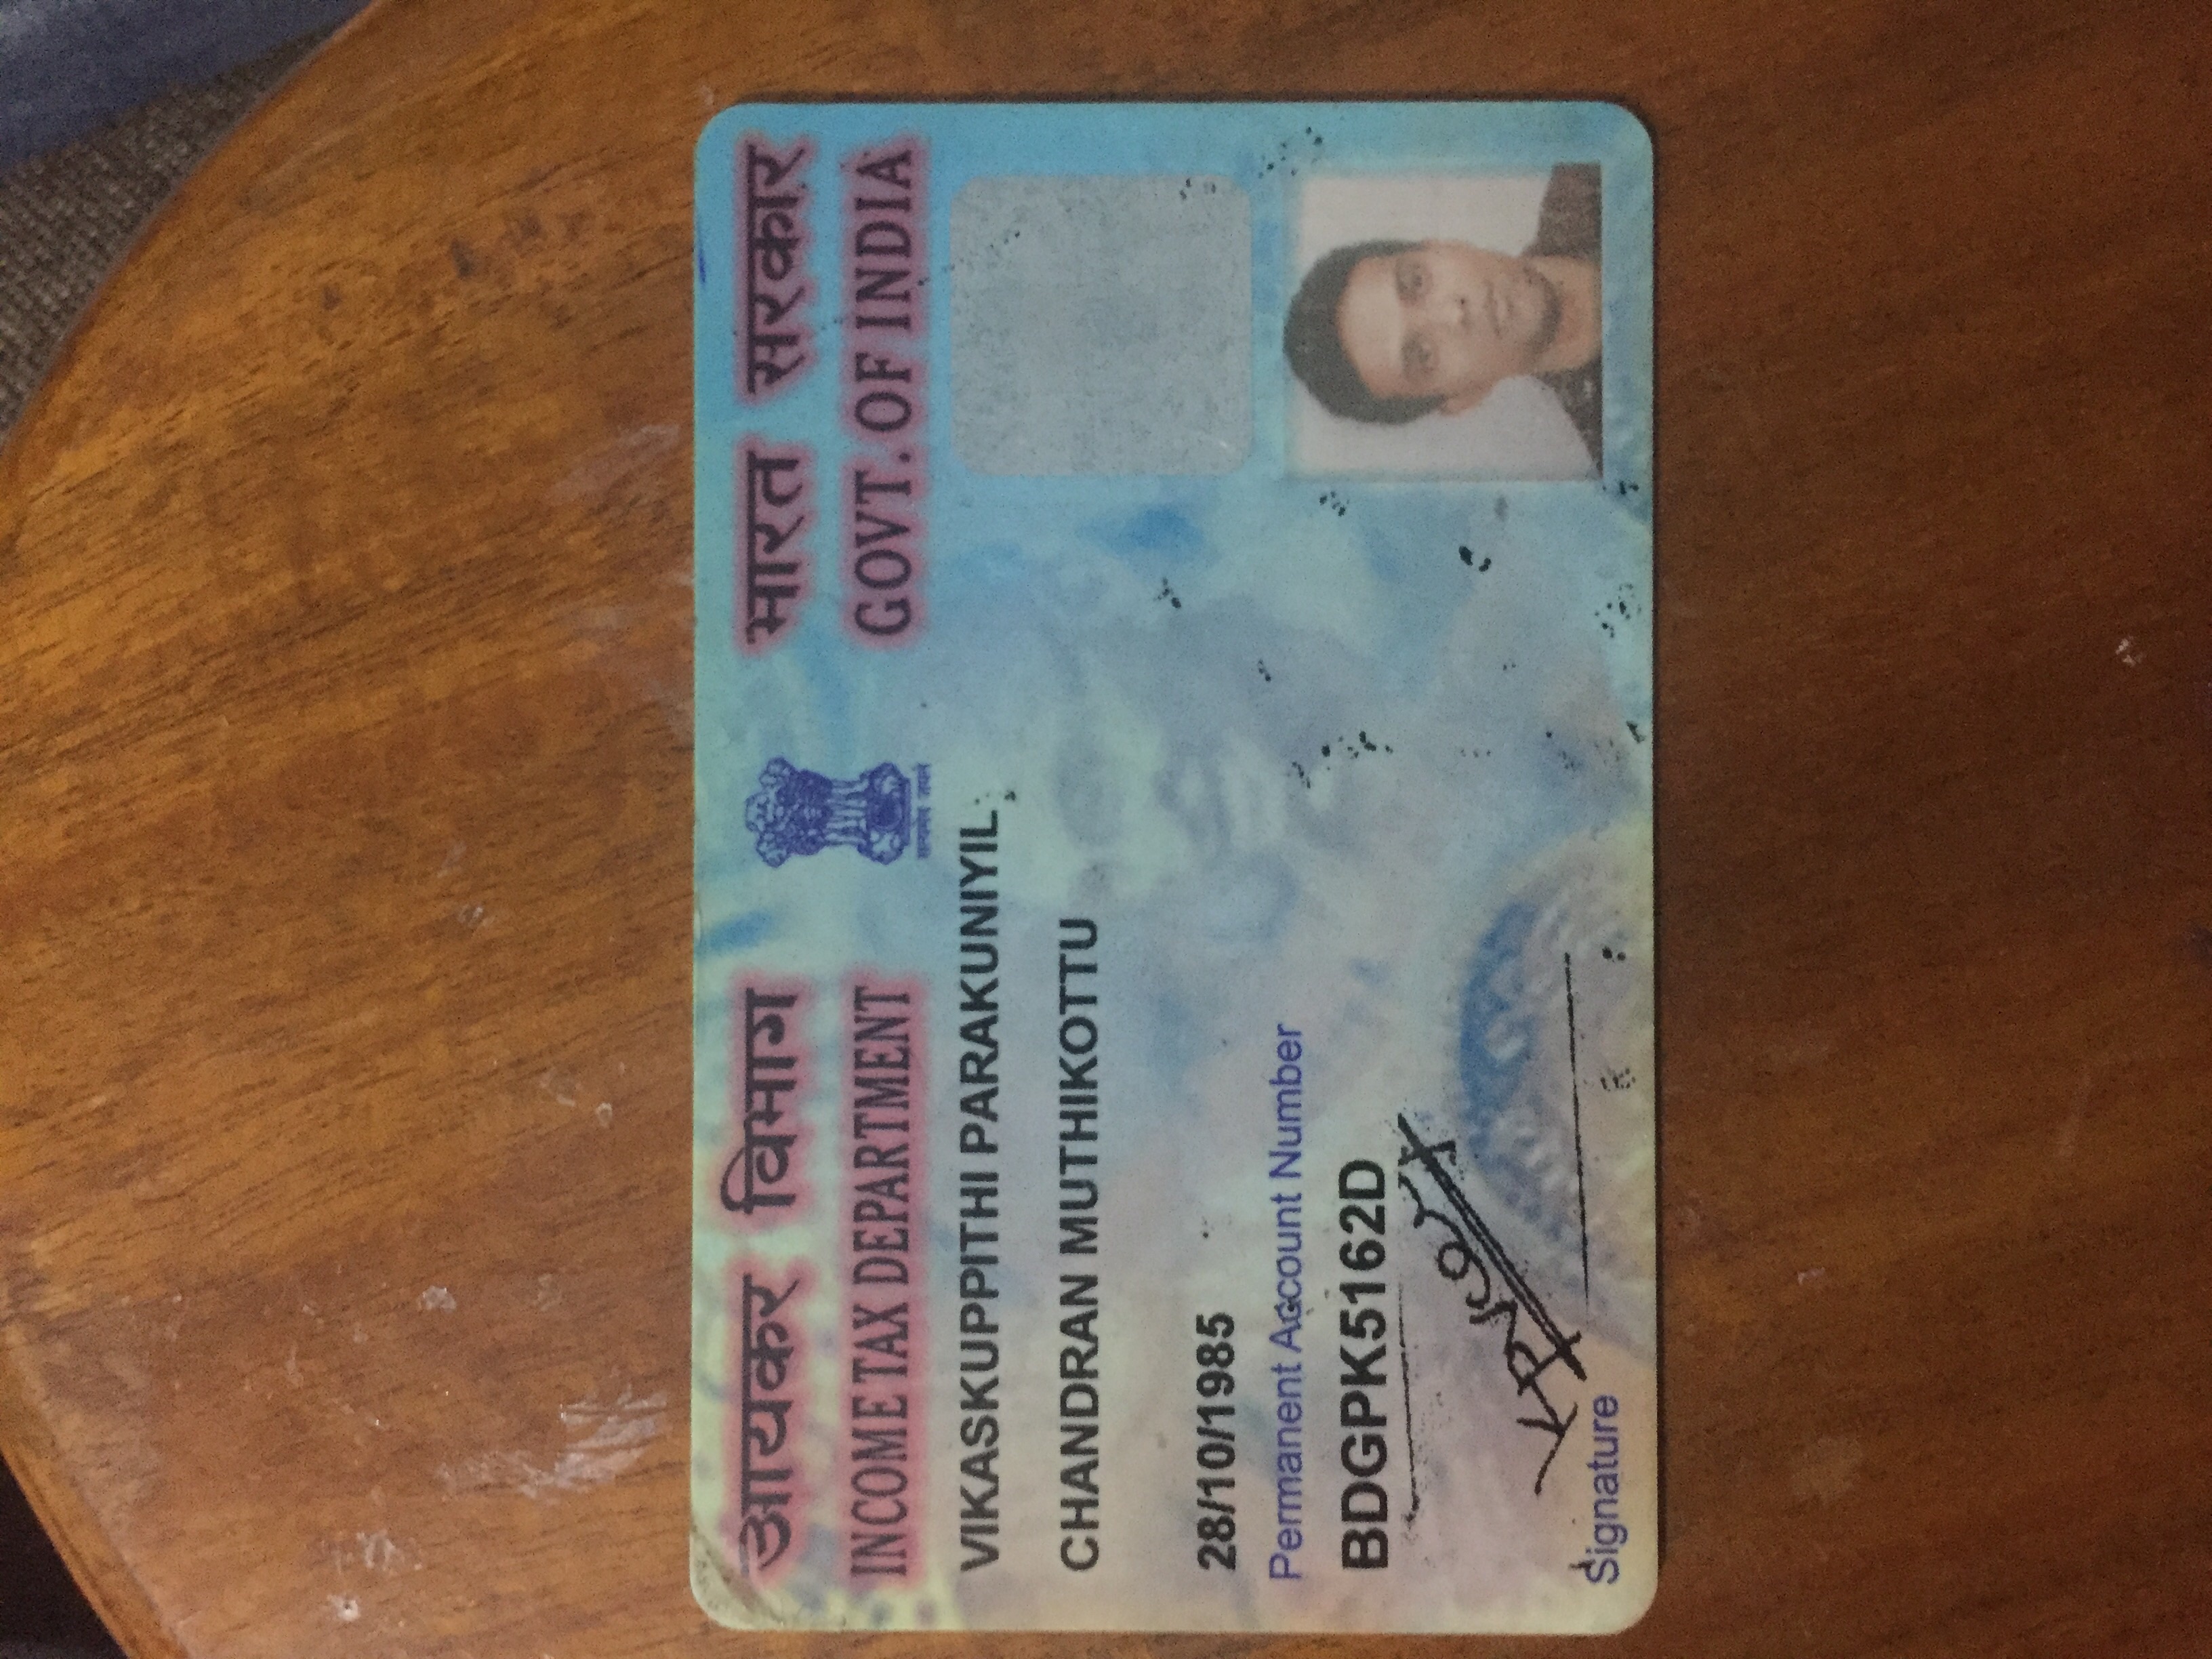 आयकर विभाग
INCOME TAX DEPARTMENT
सत्यमेव जयते
भारत सरकार
GOVT. OF INDIA
VIKASKUPPITHI PARAKUNIYIL
CHANDRAN MUTHIKOTTU
28/10/1985
Permanent Account Number
BDGPK5162D
Signature